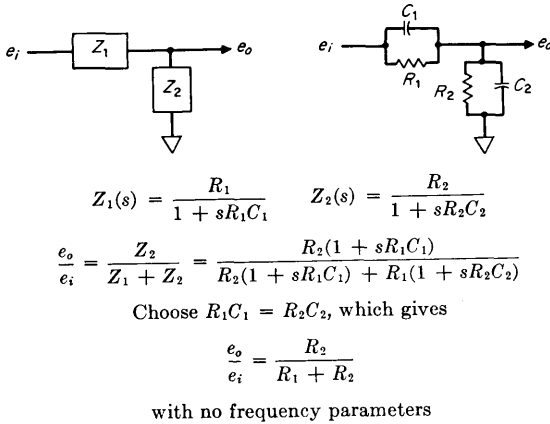 e_i Z_1 e_o
Z_2
C_1
e_i e_o
R_1 R_2 C_2
Z_1(s) = R_1 / (1 + sR_1C_1) Z_2(s) = R_2 / (1 + sR_2C_2)
e_o / e_i = Z_2 / (Z_1 + Z_2) = R_2(1 + sR_1C_1) / (R_2(1 + sR_1C_1) + R_1(1 + sR_2C_2))
Choose R_1C_1 = R_2C_2, which gives
e_o / e_i = R_2 / (R_1 + R_2)
with no frequency parameters